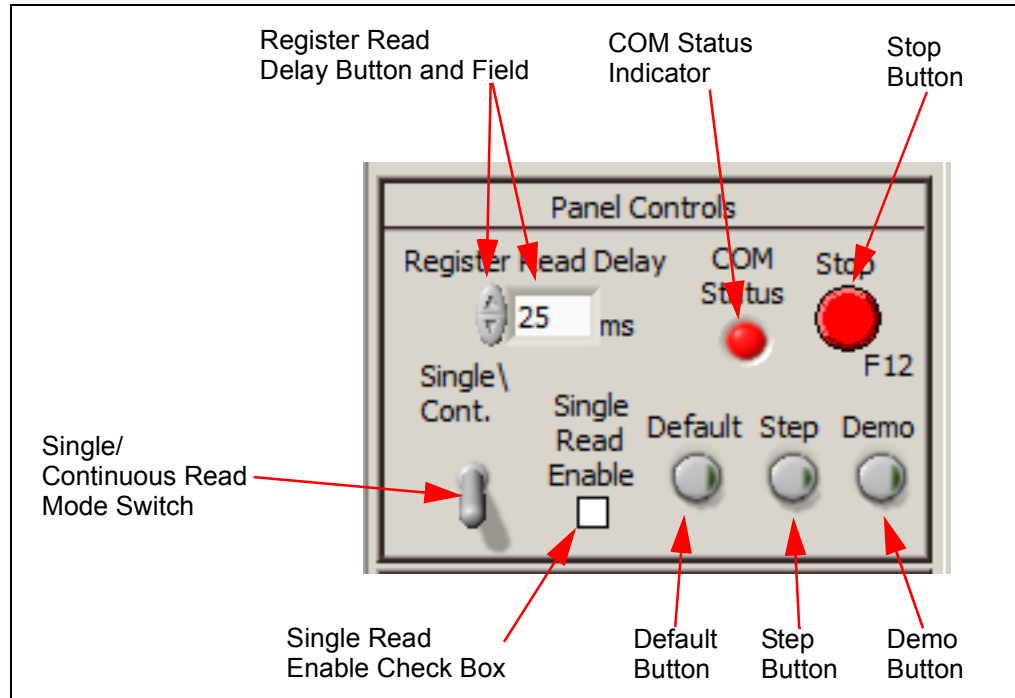 Register Read
Delay Button and Field
COM Status
Indicator
Stop
Button
Panel Controls
Register Read Delay
COM
Status
Stop
25
ms
F12
Single\
Cont.
Single
Read
Enable
Default
Step
Demo
Single/
Continuous Read
Mode Switch
Single Read
Enable Check Box
Default
Button
Step
Button
Demo
Button